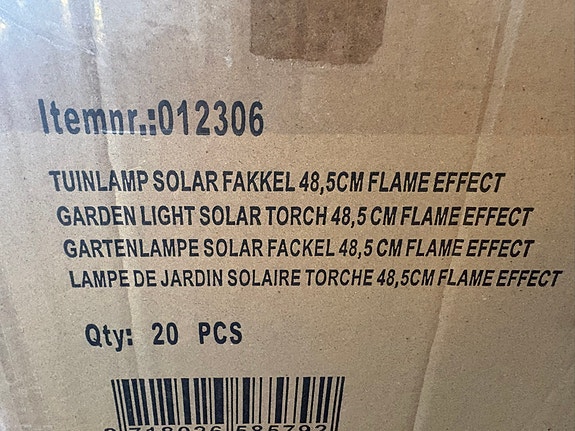 Itemnr.:012306
TUINLAMP SOLAR FAKKEL 48,5CM FLAME EFFECT
GARDEN LIGHT SOLAR TORCH 48,5 CM FLAME EFFECT
GARTENLAMPE SOLAR FACKEL 48,5 CM FLAME EFFECT
LAMPE DE JARDIN SOLAIRE TORCHE 48,5CM FLAME EFFECT
Qty: 20 PCS